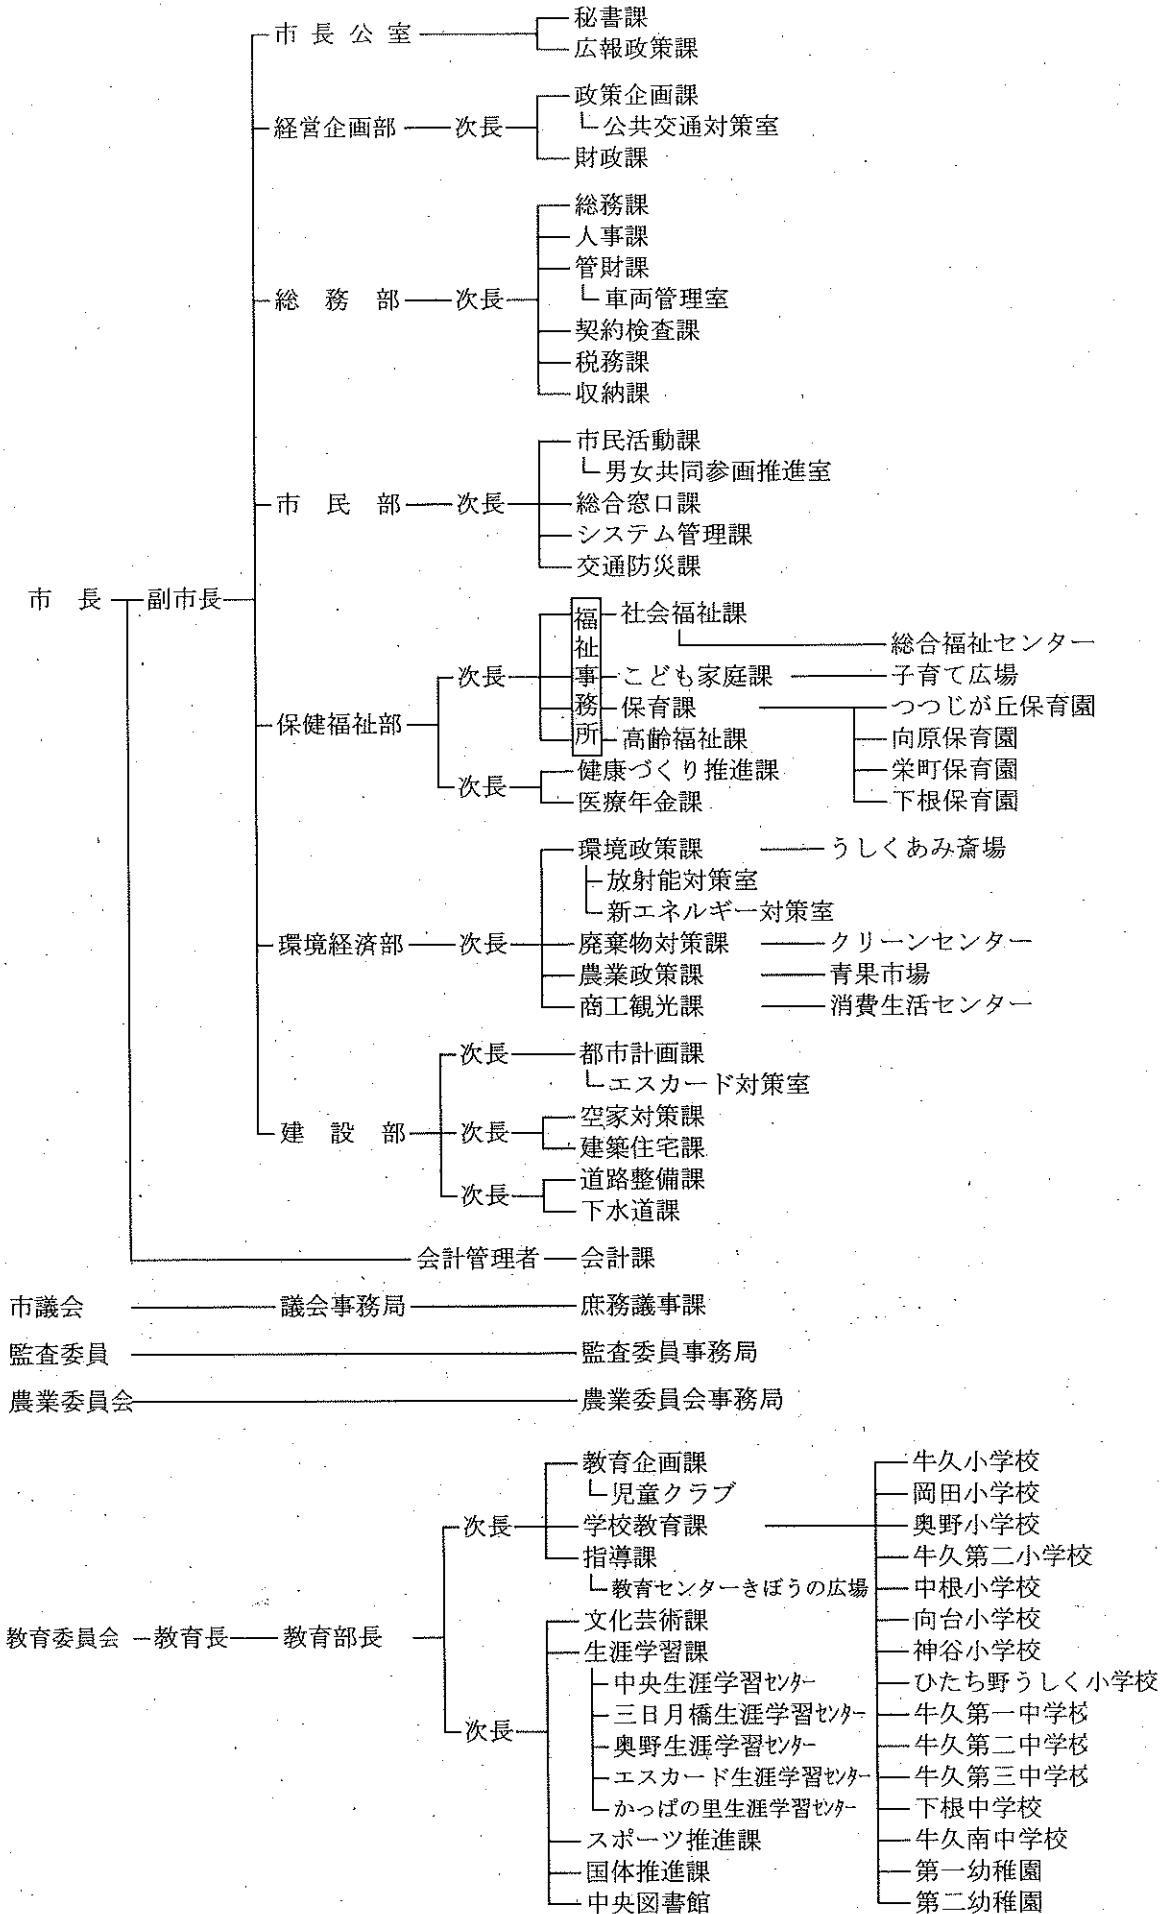 市長公室
秘書課
広報政策課
経営企画部
次長
政策企画課
公共交通対策室
財政課
総務部
次長
総務課
人事課
管財課
車両管理室
契約検査課
税務課
収納課
市民部
次長
市民活動課
男女共同参画推進室
総合窓口課
システム管理課
交通防災課
市長
副市長
保健福祉部
次長
福祉事務所
社会福祉課
総合福祉センター
こども家庭課
子育て広場
保育課
つつじが丘保育園
向原保育園
栄町保育園
下根保育園
高齢福祉課
次長
健康づくり推進課
医療年金課
環境経済部
次長
環境政策課
うしくあみ斎場
放射能対策室
新エネルギー対策室
廃棄物対策課
クリーンセンター
農業政策課
青果市場
商工観光課
消費生活センター
建設部
次長
都市計画課
エスカード対策室
次長
空家対策課
建築住宅課
次長
道路整備課
下水道課
会計管理者
会計課
市議会
議会事務局
庶務議事課
監査委員
監査委員事務局
農業委員会
農業委員会事務局
教育委員会
教育長
教育部長
次長
教育企画課
児童クラブ
学校教育課
指導課
教育センターきぼうの広場
次長
文化芸術課
生涯学習課
中央生涯学習センター
三日月橋生涯学習センター
奥野生涯学習センター
エスカード生涯学習センター
かっぱの里生涯学習センター
スポーツ推進課
国体推進課
中央図書館
牛久小学校
岡田小学校
奥野小学校
牛久第二小学校
中根小学校
向台小学校
神谷小学校
ひたち野うしく小学校
牛久第一中学校
牛久第二中学校
牛久第三中学校
下根中学校
牛久南中学校
第一幼稚園
第二幼稚園